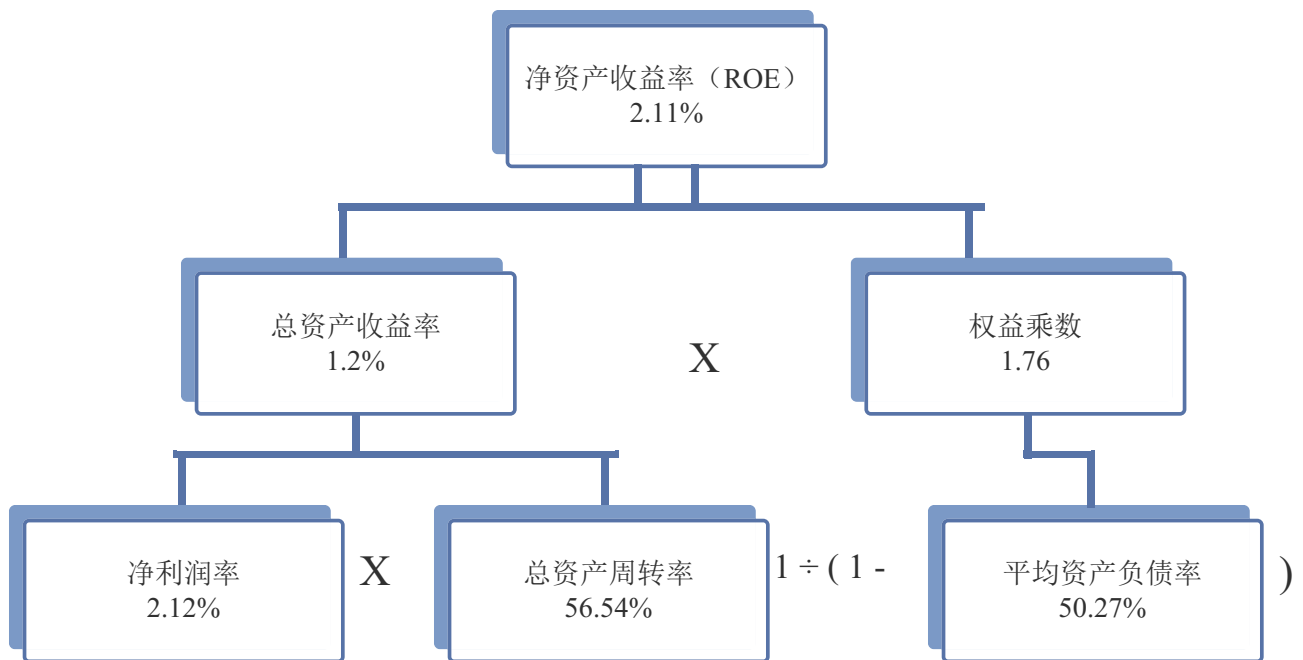 净资产收益率（ROE）
2.11%
总资产收益率
1.2%
X
权益乘数
1.76
净利润率
2.12%
X
总资产周转率
56.54%
1 ÷ ( 1 -
平均资产负债率
50.27%
)